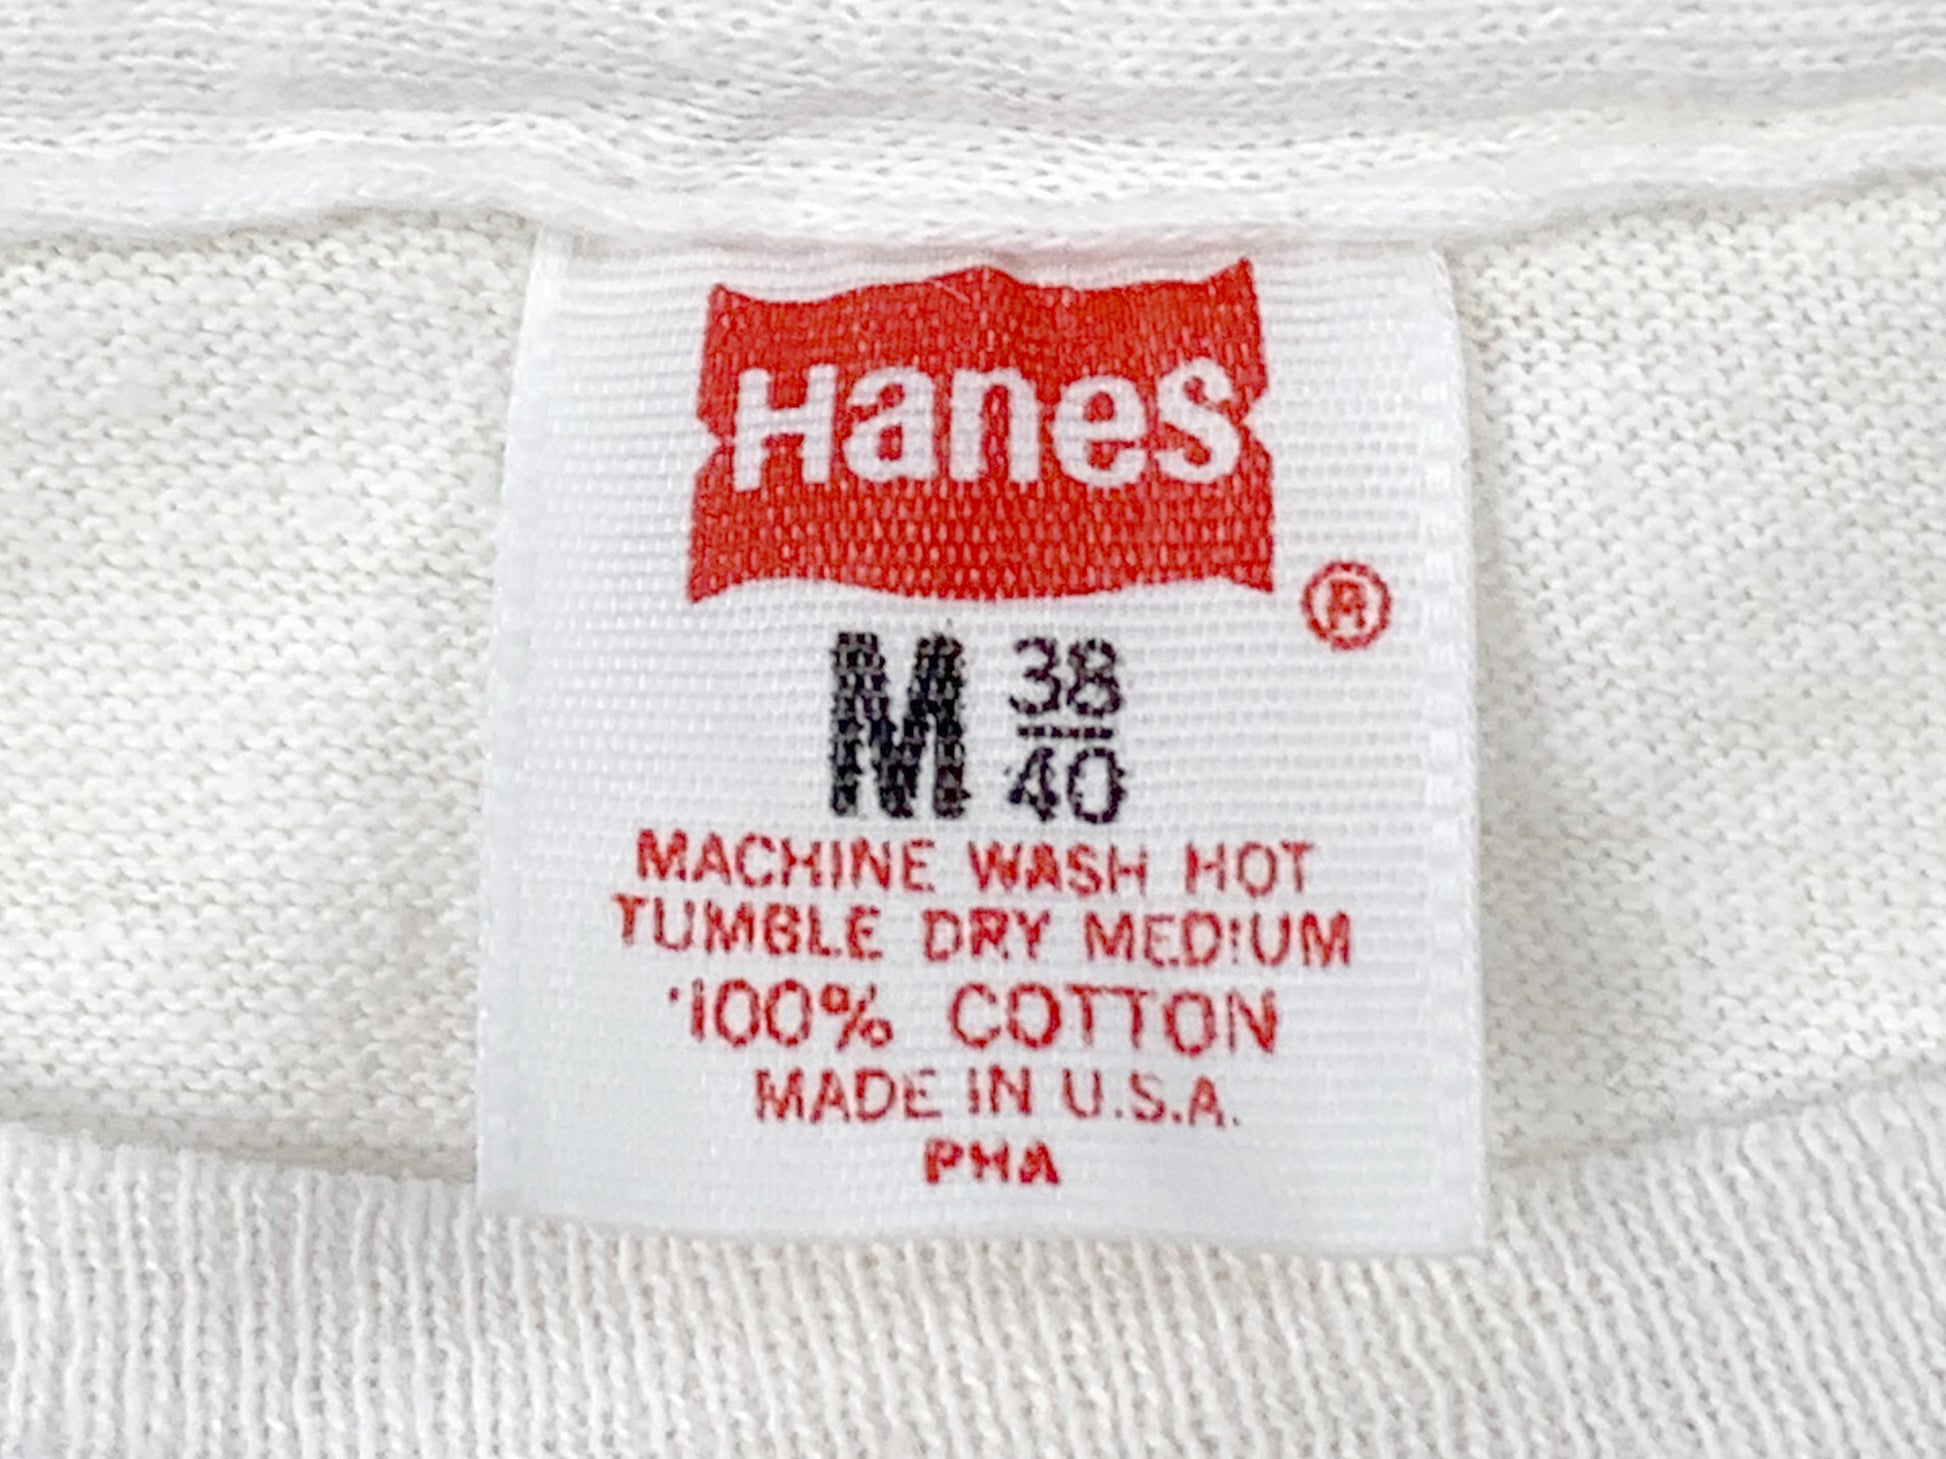 Hanes
®
M 38/40
MACHINE WASH HOT
TUMBLE DRY MEDIUM
100% COTTON
MADE IN U.S.A.
PHA